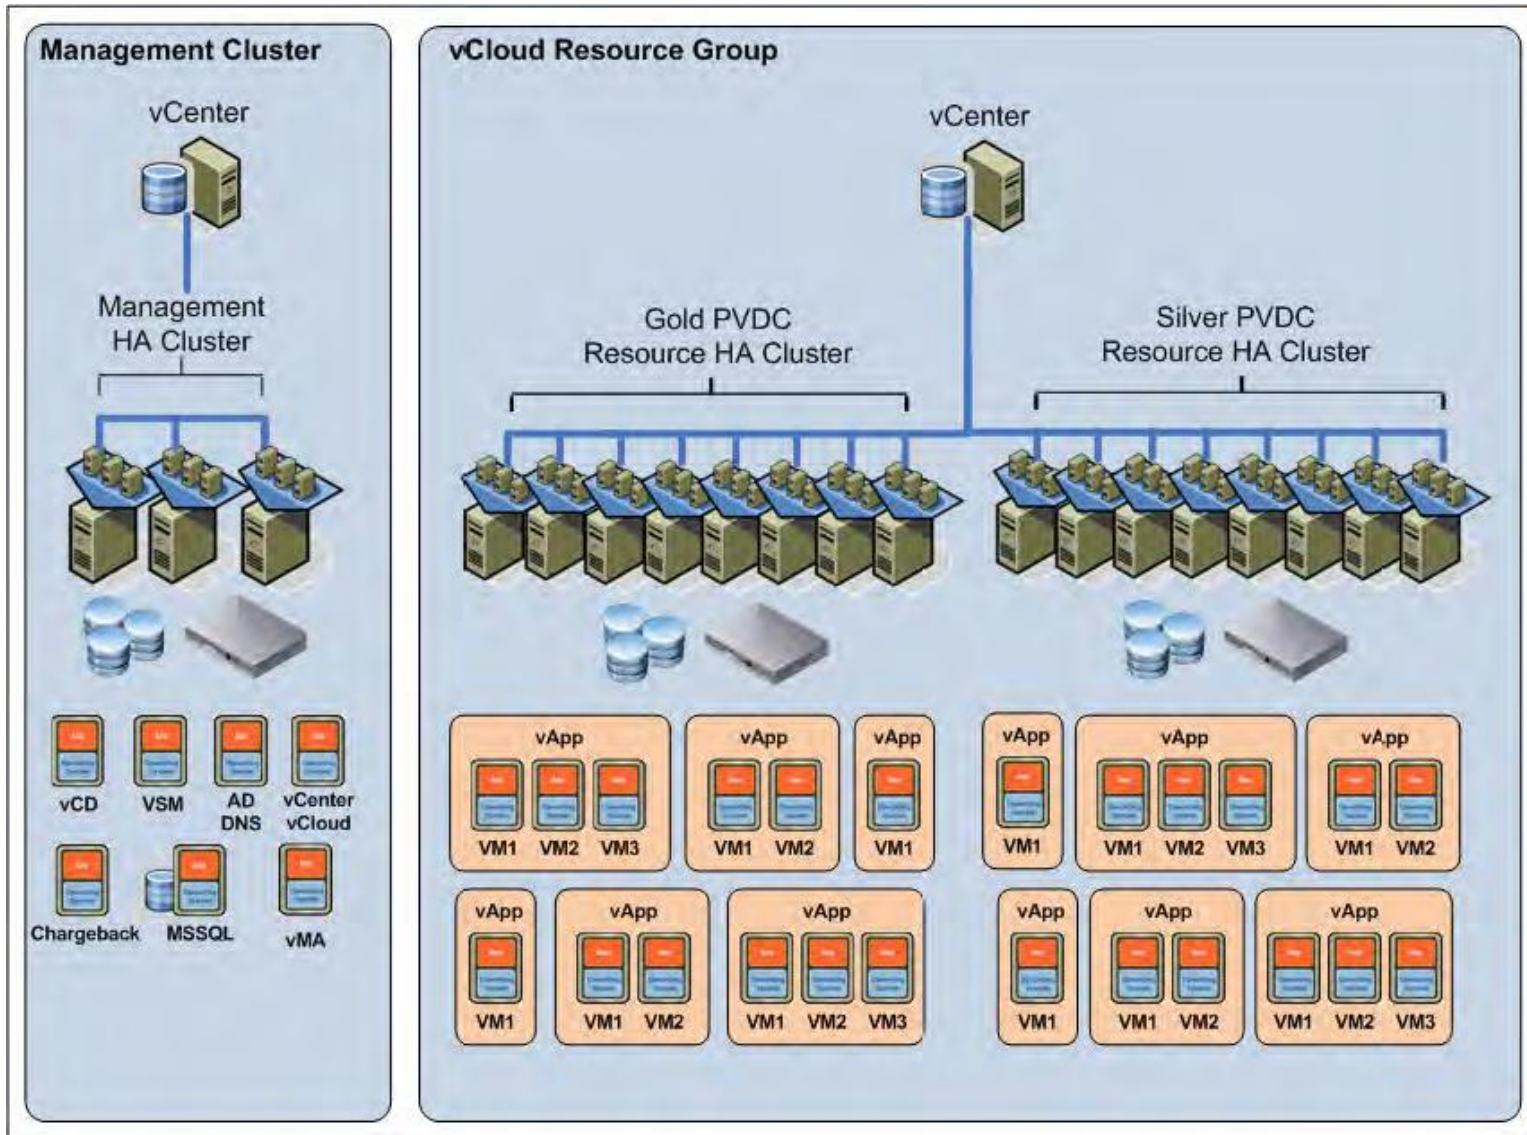 Management Cluster
vCenter
Management
HA Cluster
vCD
VSM
AD
DNS
vCenter
vCloud
Chargeback
MSSQL
vMA
vCloud Resource Group
vCenter
Gold PVDC
Resource HA Cluster
Silver PVDC
Resource HA Cluster
vApp
VM1 VM2 VM3
vApp
VM1 VM2
vApp
VM1
vApp
VM1
vApp
VM1 VM2 VM3
vApp
VM1 VM2
vApp
VM1
vApp
VM1 VM2
vApp
VM1 VM2 VM3
vApp
VM1
vApp
VM1 VM2
vApp
VM1 VM2 VM3